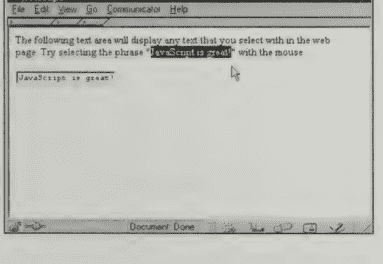 File Edit View Go Communicator Help
The following text area will display any text that you select with in the web
page. Try selecting the phrase "JavaScript is great!" with the mouse
JavaScript is great!
Document: Done